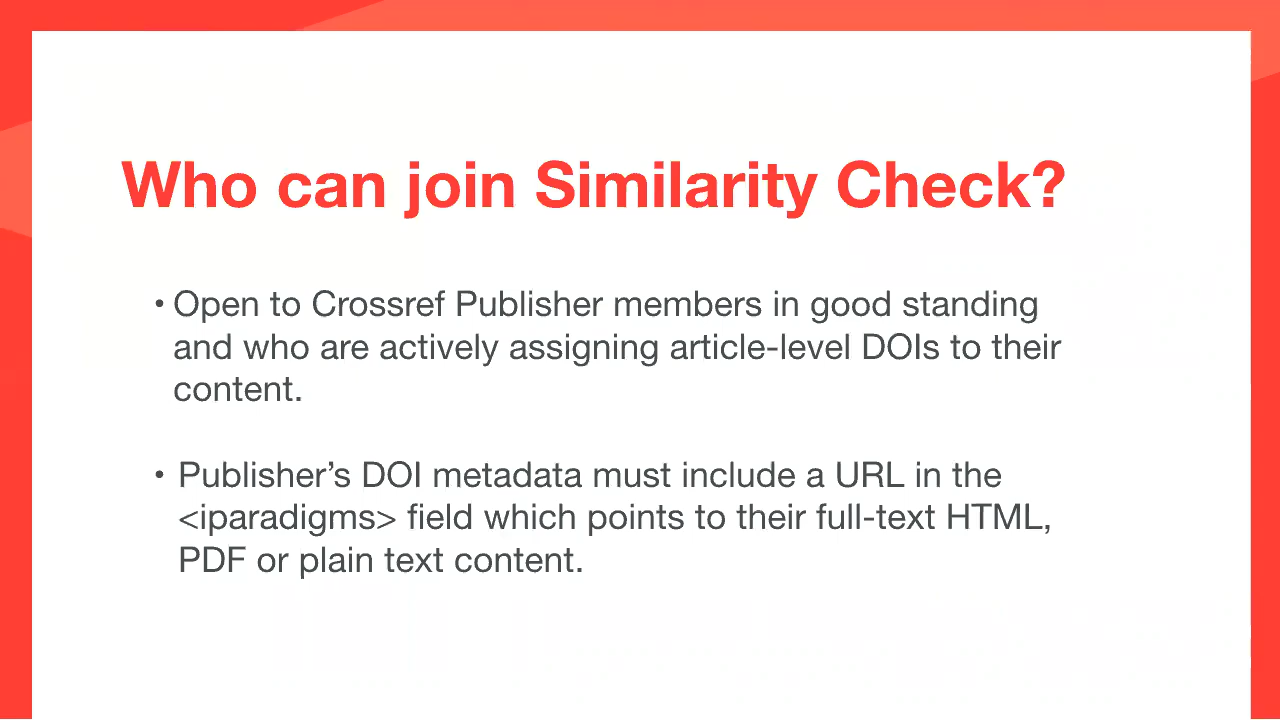 Who can join Similarity Check?
• Open to Crossref Publisher members in good standing
and who are actively assigning article-level DOIs to their
content.
• Publisher’s DOI metadata must include a URL in the
<iparadigms> field which points to their full-text HTML,
PDF or plain text content.